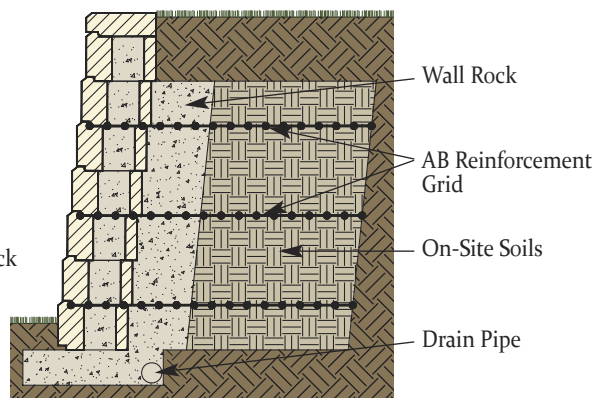 Wall Rock
AB Reinforcement
Grid
On-Site Soils
Drain Pipe